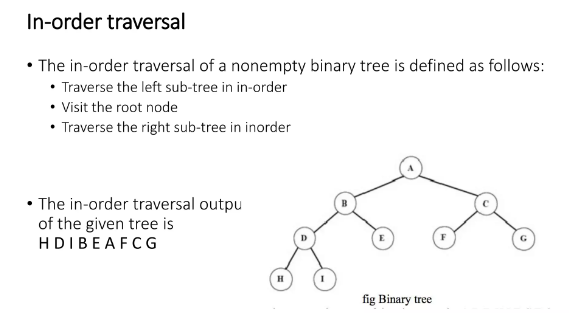 In-order traversal
• The in-order traversal of a nonempty binary tree is defined as follows:
• Traverse the left sub-tree in in-order
• Visit the root node
• Traverse the right sub-tree in inorder
• The in-order traversal outpu
of the given tree is
H D I B E A F C G
A
B
C
D
E
F
G
H
I
fig Binary tree